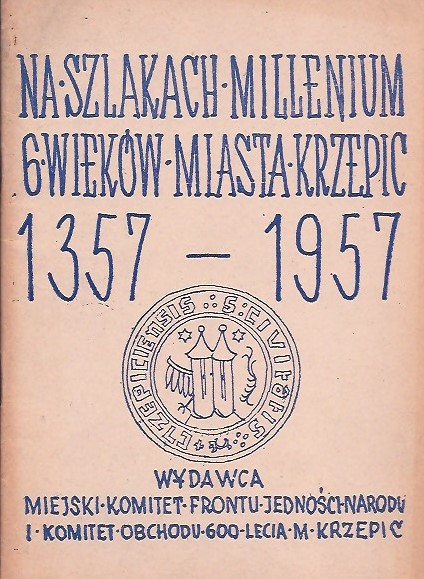 NA·SZLAKACH·MILLENIUM
6·WIEKÓW·MIASTA·KRZEPIC
1357 — 1957
S:CIVITATIS
CTZEPICIENSIS
WYDAWCA
MIEJSKI·KOMITET·FRONTU·JEDNOŚCI·NARODU
I·KOMITET·OBCHODU·600-LECIA·M·KRZEPIC